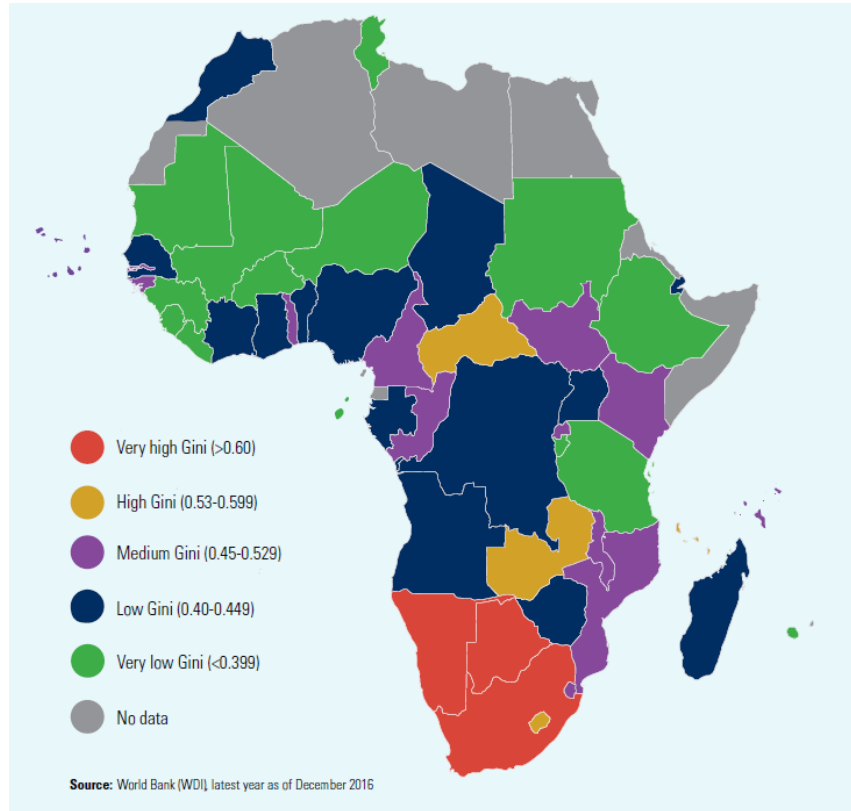 Very high Gini (>0.60)
High Gini (0.53-0.599)
Medium Gini (0.45-0.529)
Low Gini (0.40-0.449)
Very low Gini (<0.399)
No data
Source: World Bank (WDI), latest year as of December 2016